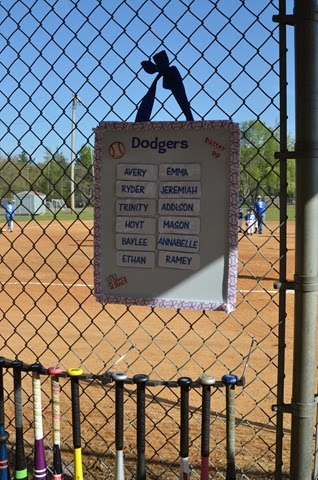 Dodgers
batter up
AVERY EMMA
RYDER JEREMIAH
TRINITY ADDISON
HOYT MASON
BAYLEE ANNABELLE
ETHAN RAMEY